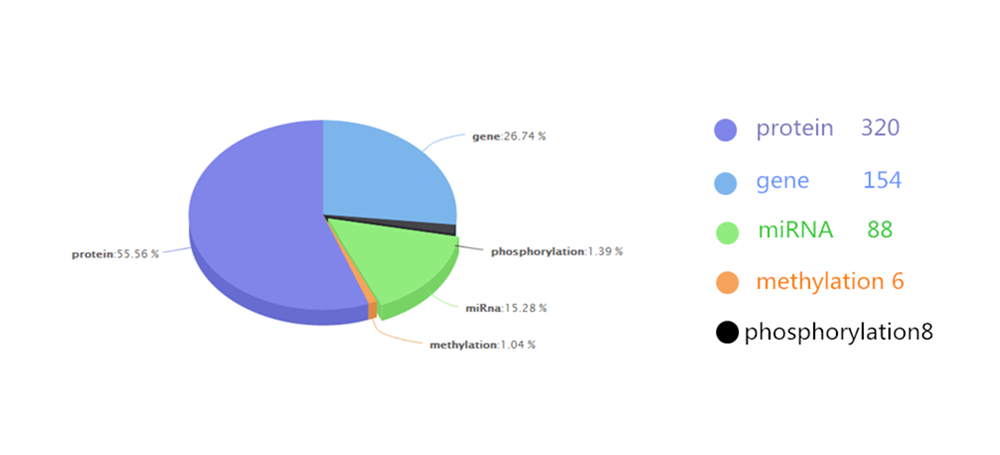 gene:26.74 %
phosphorylation:1.39 %
protein:55.56 %
miRna:15.28 %
methylation:1.04 %
protein 320
gene 154
miRNA 88
methylation 6
phosphorylation8